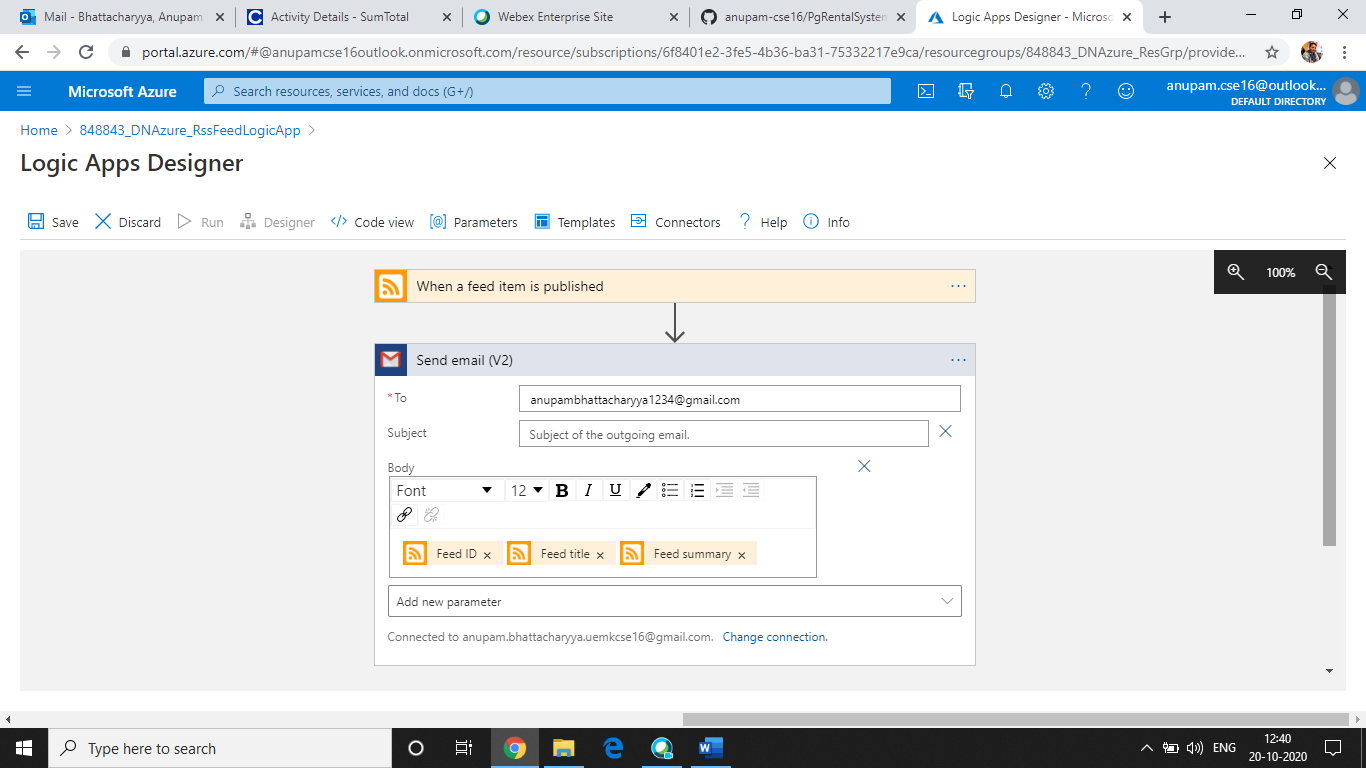 Mail - Bhattacharyya, Anupam
Activity Details - SumTotal
Webex Enterprise Site
anupam-cse16/PgRentalSystem
Logic Apps Designer - Microso
portal.azure.com/#@anupamcse16outlook.onmicrosoft.com/resource/subscriptions/6f8401e2-3fe5-4b36-ba31-75332217e9ca/resourcegroups/848843_DNAzure_ResGrp/provide...
Microsoft Azure
Search resources, services, and docs (G+/)
anupam.cse16@outlook...
DEFAULT DIRECTORY
Home > 848843_DNAzure_RssFeedLogicApp >
Logic Apps Designer
Save Discard Run Designer Code view Parameters Templates Connectors Help Info
100%
When a feed item is published
Send email (V2)
* To anupambhattacharyya1234@gmail.com
Subject Subject of the outgoing email.
Body
Font 12 B I U
Feed ID Feed title Feed summary
Add new parameter
Connected to anupam.bhattacharyya.uemkcse16@gmail.com. Change connection.
Type here to search
ENG
12:40
20-10-2020